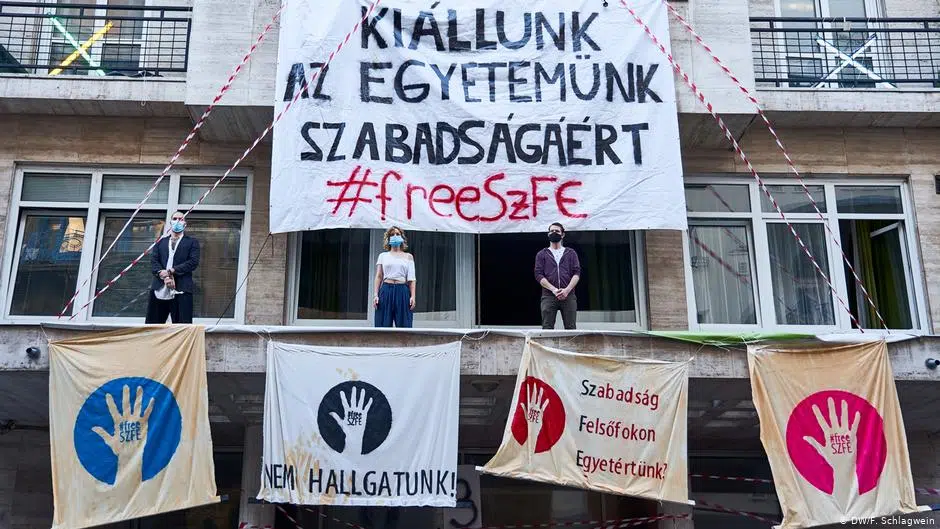 KIÁLLUNK
AZ EGYETEMÜNK
SZABADSÁGÁÉRT
#freeSzFE
#free
SZFE
#free
SZFE
NEM HALLGATUNK!
#free
SZFE
Szabadság
Felsőfokon
Egyetértünk?
#free
SZFE
© DW/F. Schlagwein